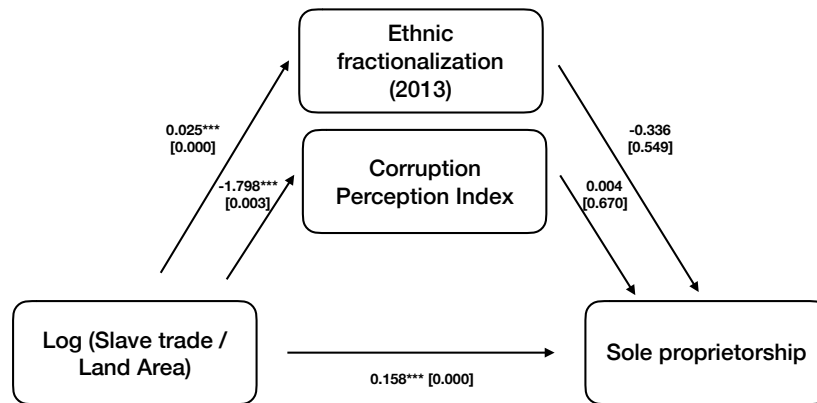 Ethnic
fractionalization
(2013)
0.025***
[0.000]
-0.336
[0.549]
Corruption
Perception Index
-1.798***
[0.003]
0.004
[0.670]
Log (Slave trade /
Land Area)
Sole proprietorship
0.158*** [0.000]